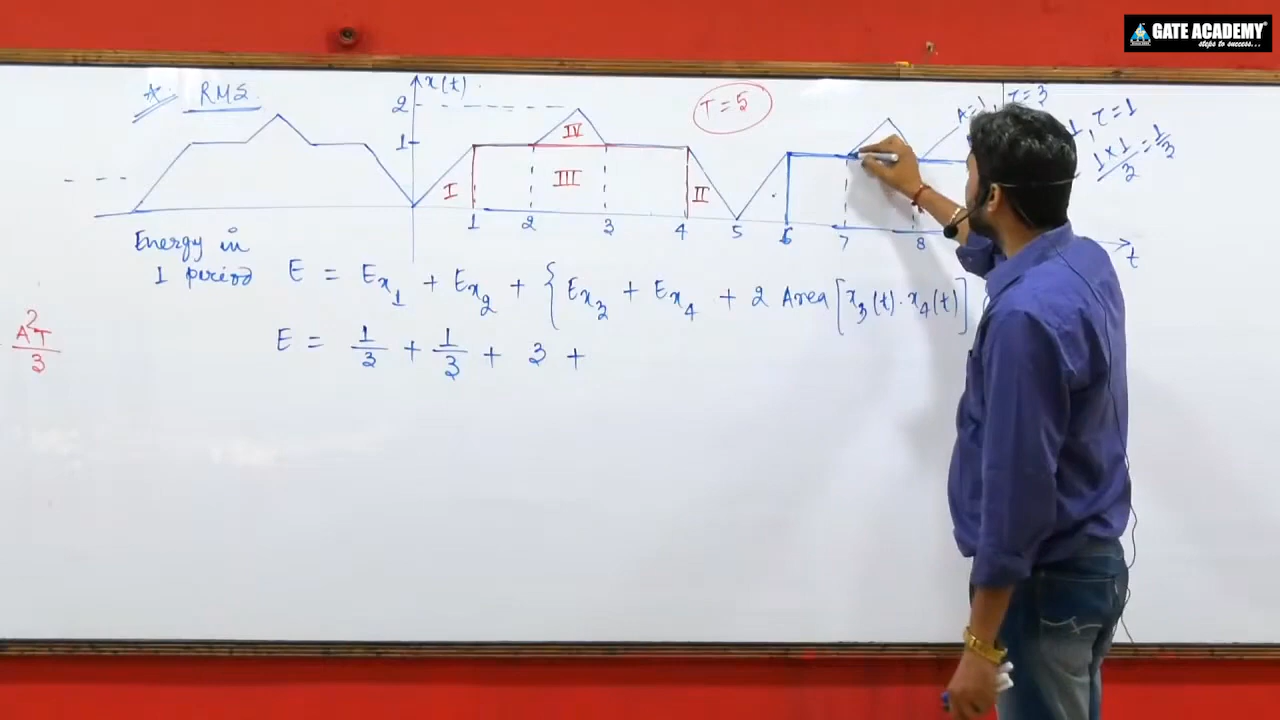 GATE ACADEMY
steps to success...
RMS
x(t)
2
1
T = 5
I
III
IV
II
1 2 3 4 5 6 7 8
t
τ = 3
A=1,
τ = 1
1×1/3 = 1/3
Energy in
1 period
E = Ex1 + Ex2 + { Ex3 + Ex4 + 2 Area [x3(t) . x4(t)]
E = 1/3 + 1/3 + 3 +
A²T/3